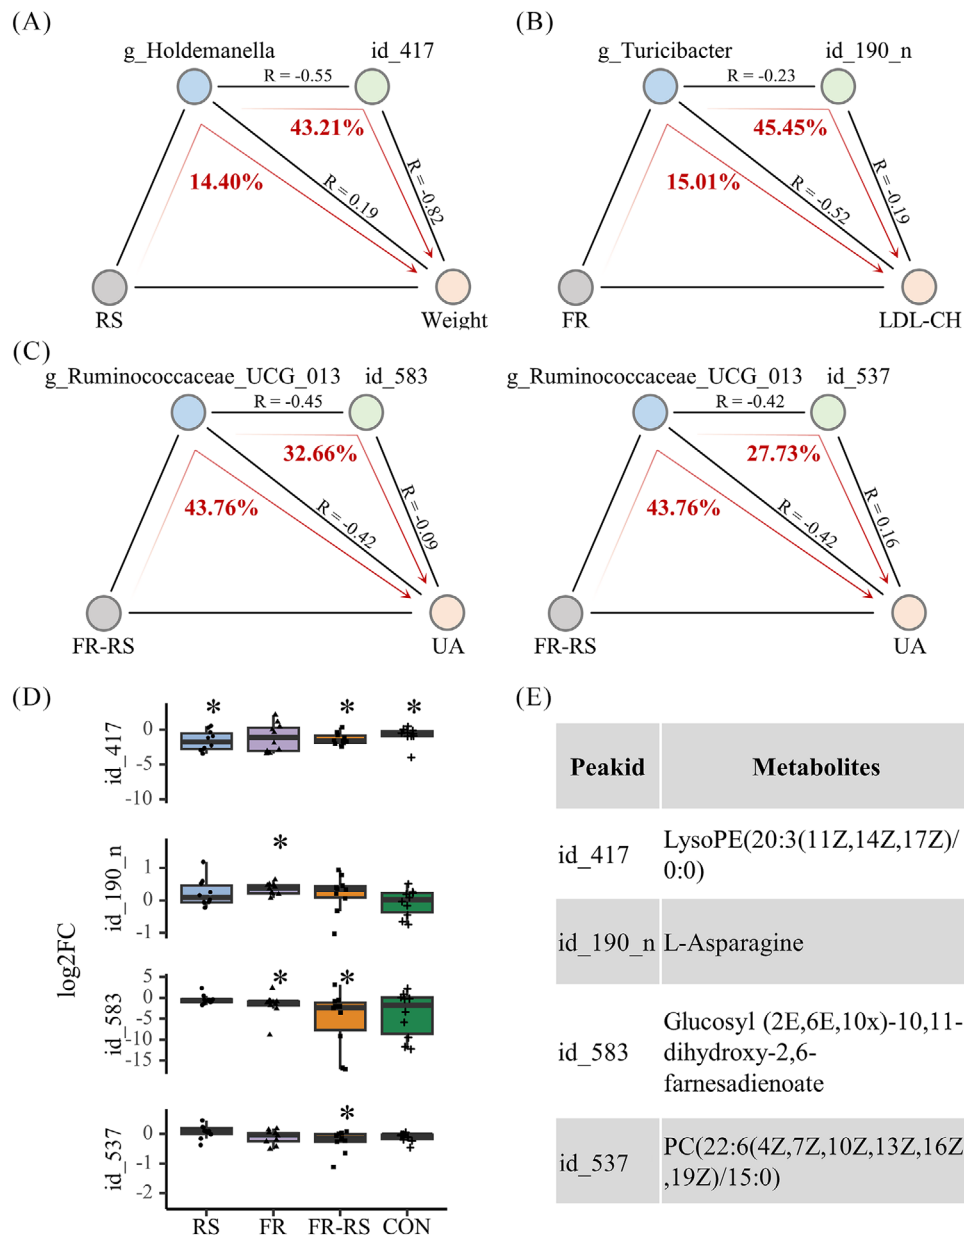 (A)
g_Holdemanella
id_417
R = -0.55
43.21%
14.40%
R = 0.19
R = -0.82
RS
Weight
(B)
g_Turicibacter
id_190_n
R = -0.23
45.45%
15.01%
R = -0.52
R = -0.19
FR
LDL-CH
(C)
g_Ruminococcaceae_UCG_013
id_583
R = -0.45
32.66%
43.76%
R = -0.42
R = -0.09
FR-RS
UA
g_Ruminococcaceae_UCG_013
id_537
R = -0.42
27.73%
43.76%
R = -0.42
R = 0.16
FR-RS
UA
(D)
log2FC
id_417
0
-5
-10
* * *
id_190_n
1
0
-1
*
id_583
5
0
-5
-10
-15
* *
id_537
0
-1
-2
*
RS FR FR-RS CON
(E)
Peakid Metabolites
id_417 LysoPE(20:3(11Z,14Z,17Z)/
0:0)
id_190_n L-Asparagine
id_583 Glucosyl (2E,6E,10x)-10,11-
dihydroxy-2,6-
farnesadienoate
id_537 PC(22:6(4Z,7Z,10Z,13Z,16Z
,19Z)/15:0)